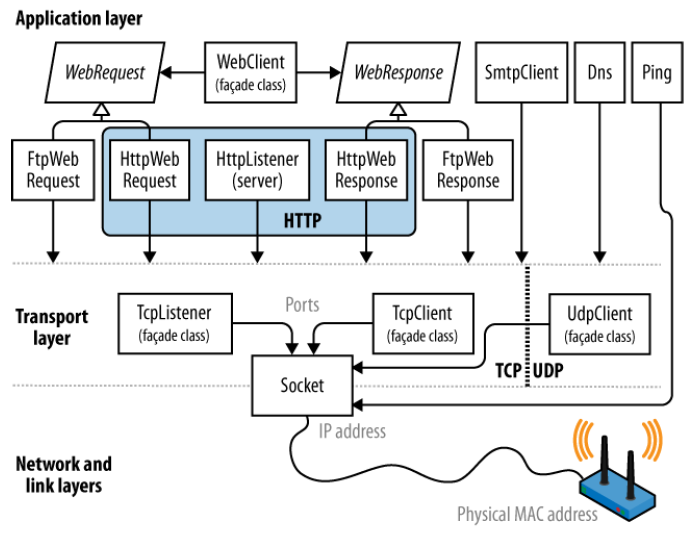 Application layer
WebRequest
WebClient
(façade class)
WebResponse
SmtpClient
Dns
Ping
FtpWeb
Request
HttpWeb
Request
HttpListener
(server)
HttpWeb
Response
FtpWeb
Response
HTTP
Transport
layer
TcpListener
(façade class)
Ports
TcpClient
(façade class)
UdpClient
(façade class)
TCP
UDP
Socket
IP address
Network and
link layers
Physical MAC address